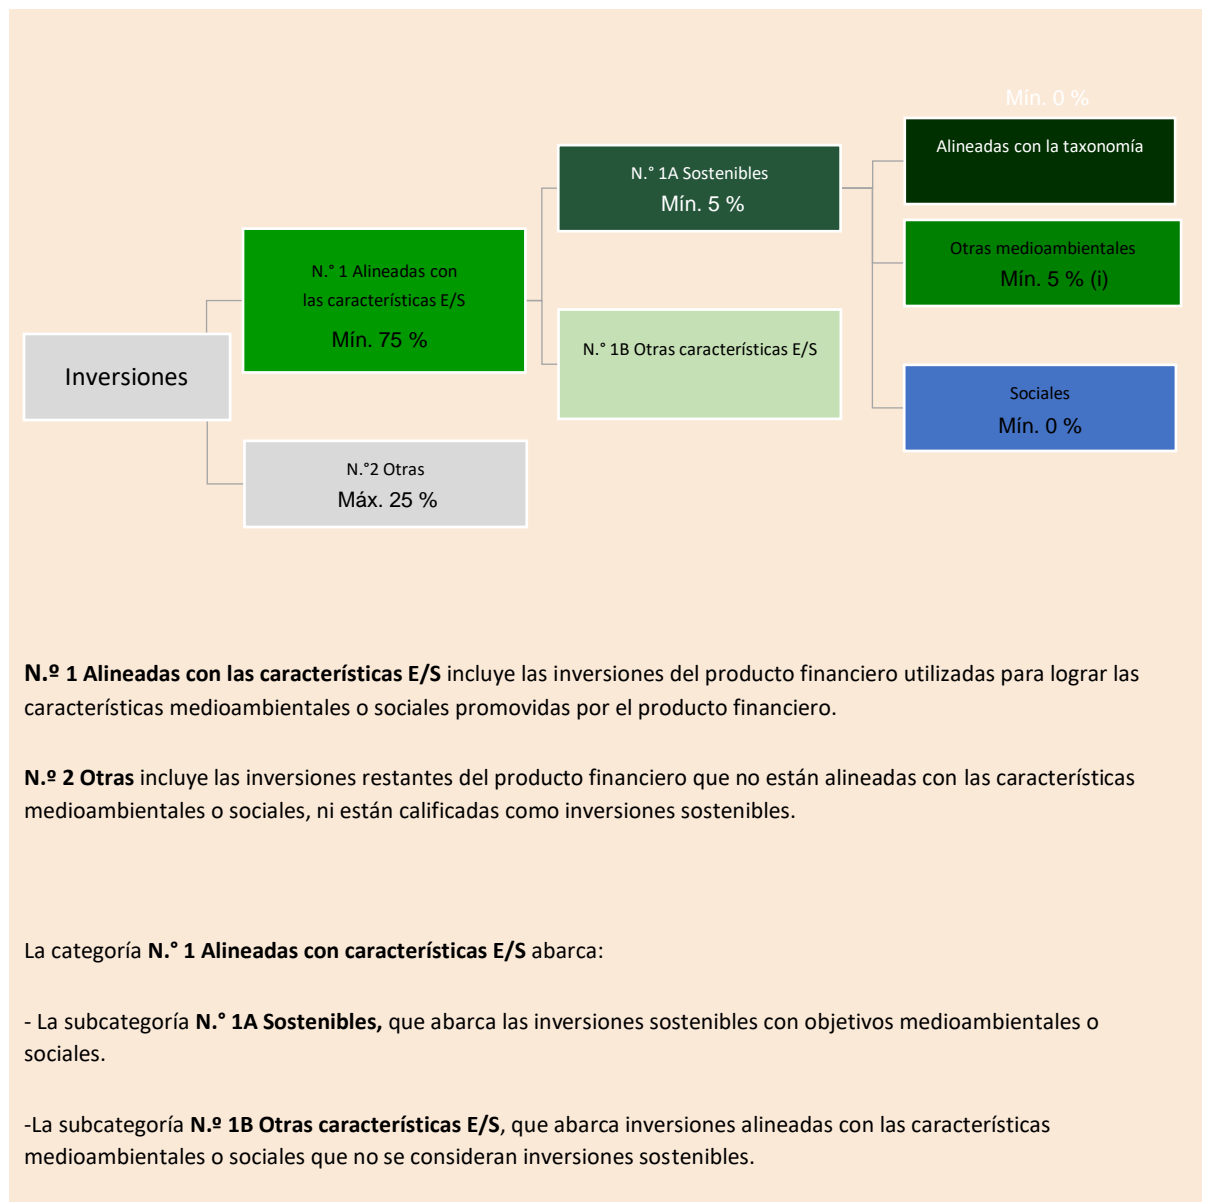 Mín. 0 %
Alineadas con la taxonomía
N.° 1A Sostenibles
Mín. 5 %
Otras medioambientales
Mín. 5 % (i)
N.° 1 Alineadas con
las características E/S
Mín. 75 %
N.° 1B Otras características E/S
Inversiones
Sociales
Mín. 0 %
N.°2 Otras
Máx. 25 %
N.º 1 Alineadas con las características E/S incluye las inversiones del producto financiero utilizadas para lograr las
características medioambientales o sociales promovidas por el producto financiero.
N.º 2 Otras incluye las inversiones restantes del producto financiero que no están alineadas con las características
medioambientales o sociales, ni están calificadas como inversiones sostenibles.
La categoría N.° 1 Alineadas con características E/S abarca:
- La subcategoría N.° 1A Sostenibles, que abarca las inversiones sostenibles con objetivos medioambientales o
sociales.
-La subcategoría N.º 1B Otras características E/S, que abarca inversiones alineadas con las características
medioambientales o sociales que no se consideran inversiones sostenibles.